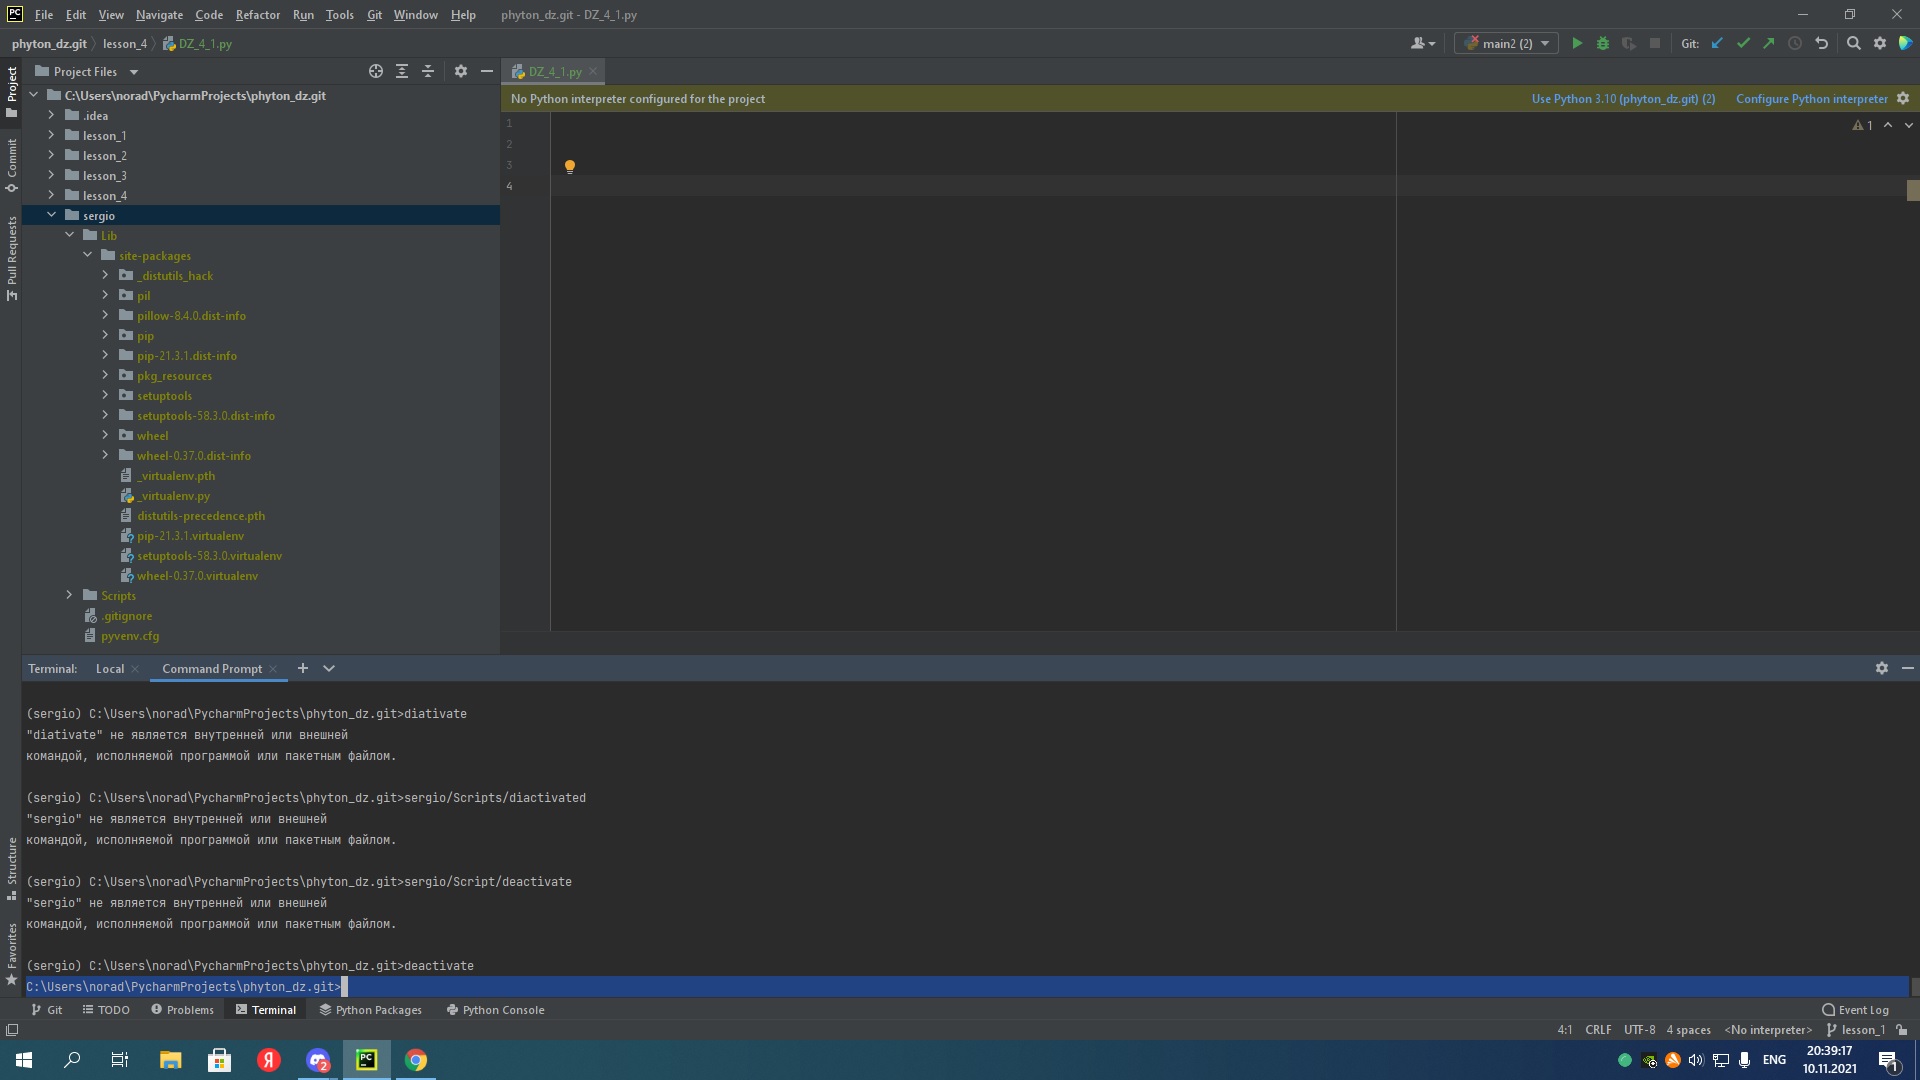 PC File Edit View Navigate Code Refactor Run Tools Git Window Help phyton_dz.git - DZ_4_1.py
phyton_dz.git lesson_4 DZ_4_1.py main2 (2) Git:
Project Files DZ_4_1.py
No Python interpreter configured for the project Use Python 3.10 (phyton_dz.git) (2) Configure Python interpreter
C:\Users\norad\PycharmProjects\phyton_dz.git
.idea
lesson_1
lesson_2
lesson_3
lesson_4
sergio
Lib
site-packages
_distutils_hack
pil
pillow-8.4.0.dist-info
pip
pip-21.3.1.dist-info
pkg_resources
setuptools
setuptools-58.3.0.dist-info
wheel
wheel-0.37.0.dist-info
_virtualenv.pth
_virtualenv.py
distutils-precedence.pth
pip-21.3.1.virtualenv
setuptools-58.3.0.virtualenv
wheel-0.37.0.virtualenv
Scripts
.gitignore
pyvenv.cfg
1
2
3
4
1
Project
Commit
Pull Requests
Structure
Favorites
Terminal: Local Command Prompt
(sergio) C:\Users\norad\PycharmProjects\phyton_dz.git>diativate
"diativate" не является внутренней или внешней
командой, исполняемой программой или пакетным файлом.
(sergio) C:\Users\norad\PycharmProjects\phyton_dz.git>sergio/Scripts/diactivated
"sergio" не является внутренней или внешней
командой, исполняемой программой или пакетным файлом.
(sergio) C:\Users\norad\PycharmProjects\phyton_dz.git>sergio/Script/deactivate
"sergio" не является внутренней или внешней
командой, исполняемой программой или пакетным файлом.
(sergio) C:\Users\norad\PycharmProjects\phyton_dz.git>deactivate
C:\Users\norad\PycharmProjects\phyton_dz.git>
Git TODO Problems Terminal Python Packages Python Console Event Log
4:1 CRLF UTF-8 4 spaces <No interpreter> lesson_1
Я 2 PC ENG 20:39:17
10.11.2021 1